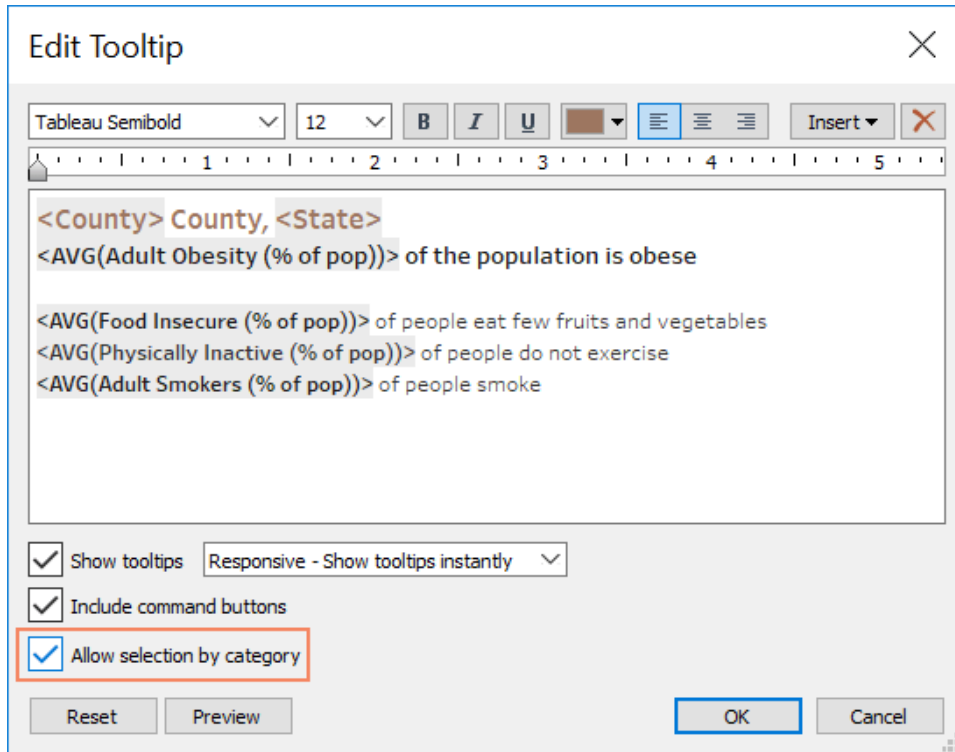 Edit Tooltip
Tableau Semibold 12 B I U Insert
1 2 3 4 5
<County> County, <State>
<AVG(Adult Obesity (% of pop))> of the population is obese
<AVG(Food Insecure (% of pop))> of people eat few fruits and vegetables
<AVG(Physically Inactive (% of pop))> of people do not exercise
<AVG(Adult Smokers (% of pop))> of people smoke
Show tooltips Responsive - Show tooltips instantly
Include command buttons
Allow selection by category
Reset Preview OK Cancel